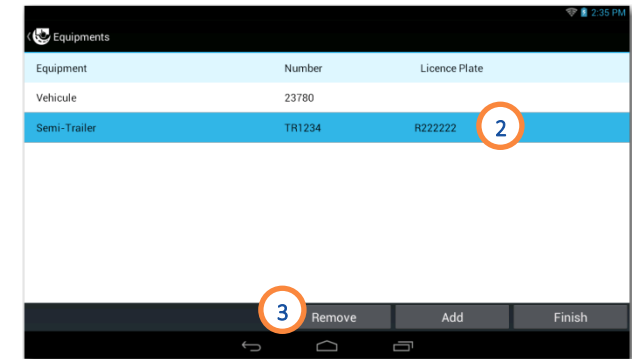 2:35 PM
Equipments
Equipment Number Licence Plate
Vehicule 23780
Semi-Trailer TR1234 R222222 2
3 Remove Add Finish